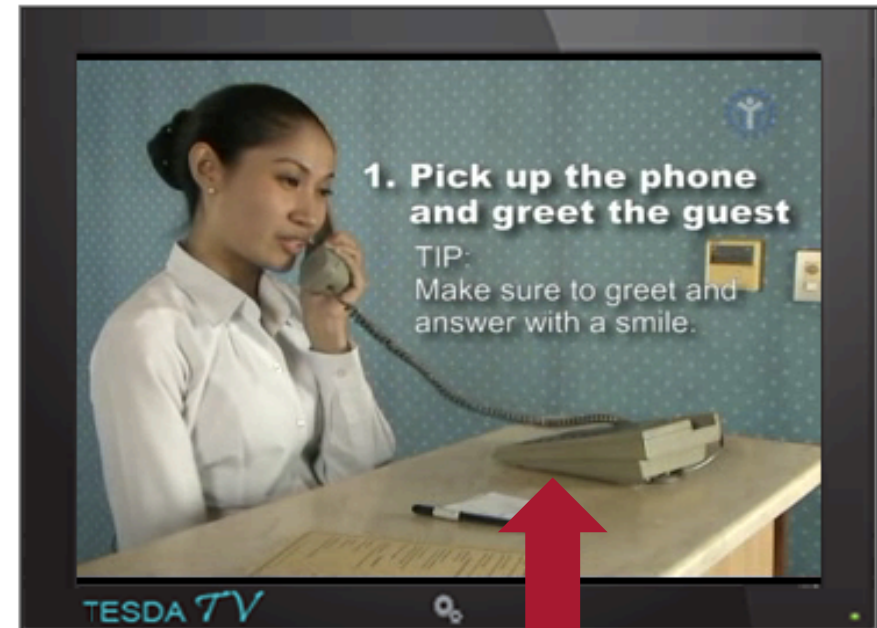 1. Pick up the phone
and greet the guest
TIP:
Make sure to greet and
answer with a smile.
TESDA TV